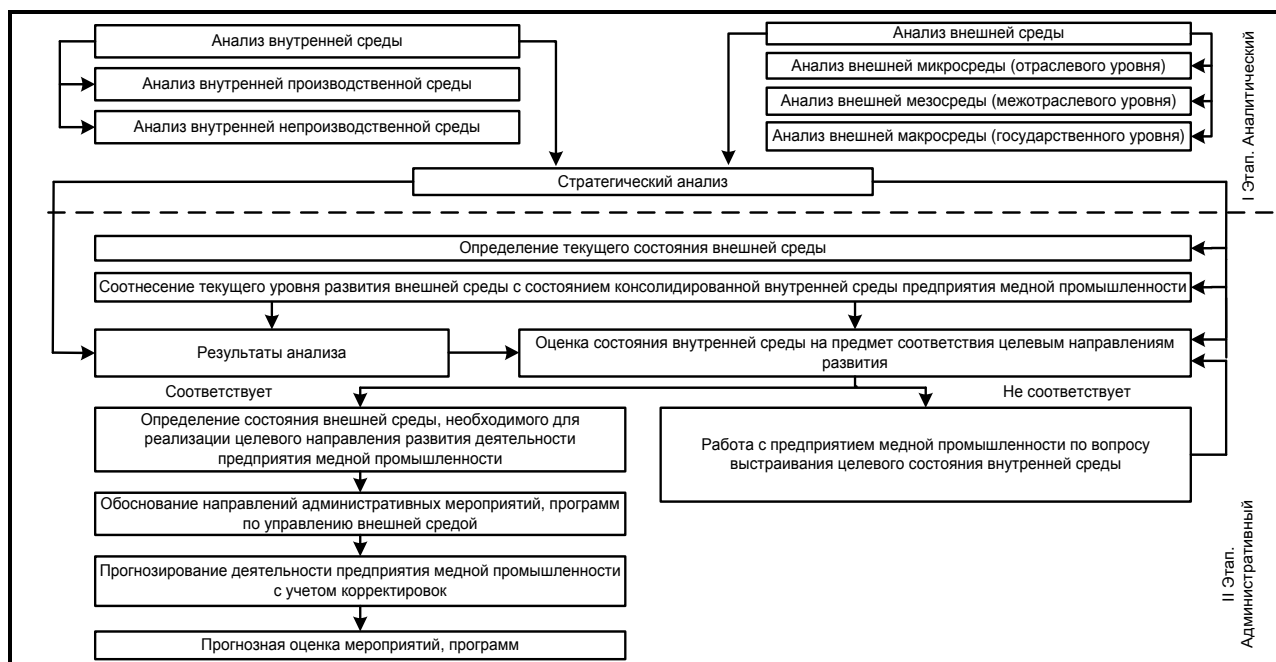 Анализ внутренней среды
Анализ внутренней производственной среды
Анализ внутренней непроизводственной среды
Анализ внешней среды
Анализ внешней микросреды (отраслевого уровня)
Анализ внешней мезосреды (межотраслевого уровня)
Анализ внешней макросреды (государственного уровня)
I Этап. Аналитический
Стратегический анализ
Определение текущего состояния внешней среды
Соотнесение текущего уровня развития внешней среды с состоянием консолидированной внутренней среды предприятия медной промышленности
Результаты анализа
Оценка состояния внутренней среды на предмет соответствия целевым направлениям
развития
Соответствует
Не соответствует
Определение состояния внешней среды, необходимого для
реализации целевого направления развития деятельности
предприятия медной промышленности
Работа с предприятием медной промышленности по вопросу
выстраивания целевого состояния внутренней среды
Обоснование направлений административных мероприятий, программ
по управлению внешней средой
Прогнозирование деятельности предприятия медной промышленности
с учетом корректировок
Прогнозная оценка мероприятий, программ
II Этап.
Административный